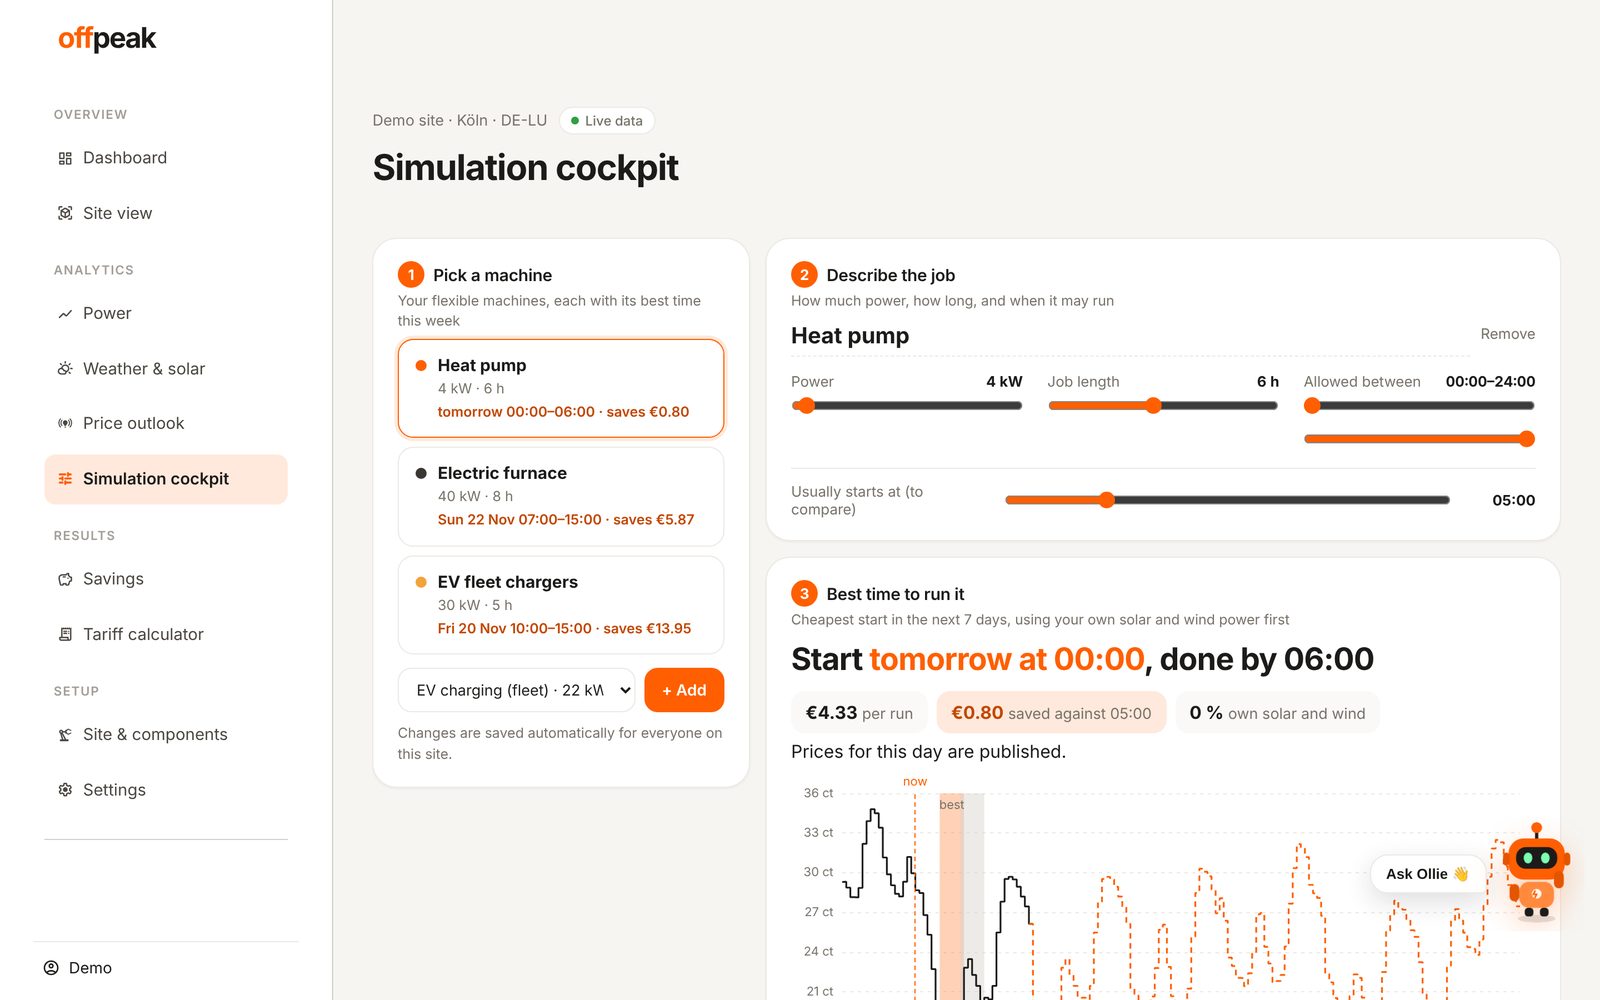 offpeak
OVERVIEW
Dashboard
Site view
ANALYTICS
Power
Weather & solar
Price outlook
Simulation cockpit
RESULTS
Savings
Tariff calculator
SETUP
Site & components
Settings
Demo
Demo site · Köln · DE-LU
Live data
Simulation cockpit
1 Pick a machine
Your flexible machines, each with its best time
this week
Heat pump
4 kW · 6 h
tomorrow 00:00–06:00 · saves €0.80
Electric furnace
40 kW · 8 h
Sun 22 Nov 07:00–15:00 · saves €5.87
EV fleet chargers
30 kW · 5 h
Fri 20 Nov 10:00–15:00 · saves €13.95
EV charging (fleet) · 22 kW
+ Add
Changes are saved automatically for everyone on
this site.
2 Describe the job
How much power, how long, and when it may run
Heat pump
Remove
Power 4 kW
Job length 6 h
Allowed between 00:00–24:00
Usually starts at (to
compare)
05:00
3 Best time to run it
Cheapest start in the next 7 days, using your own solar and wind power first
Start tomorrow at 00:00, done by 06:00
€4.33 per run
€0.80 saved against 05:00
0 % own solar and wind
Prices for this day are published.
now
best
36 ct
33 ct
30 ct
27 ct
24 ct
21 ct
Ask Ollie 👋